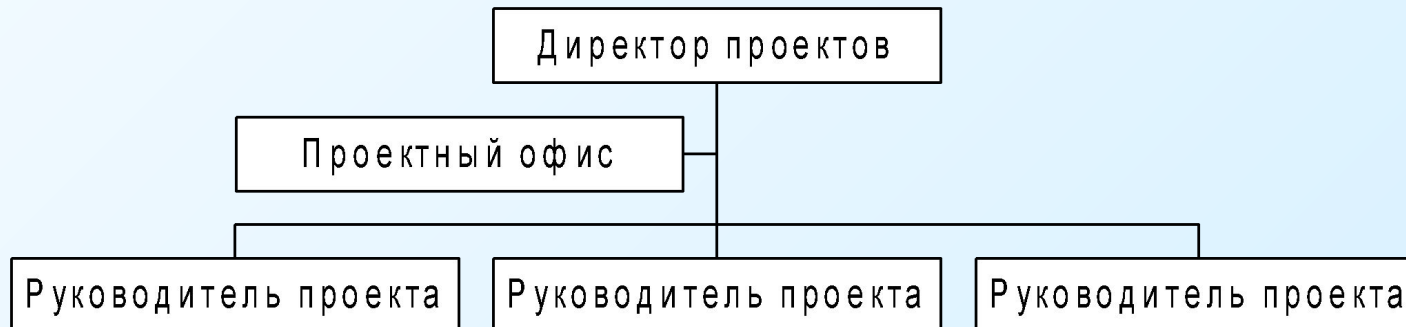 Директор проектов
Проектный офис
Руководитель проекта
Руководитель проекта
Руководитель проекта